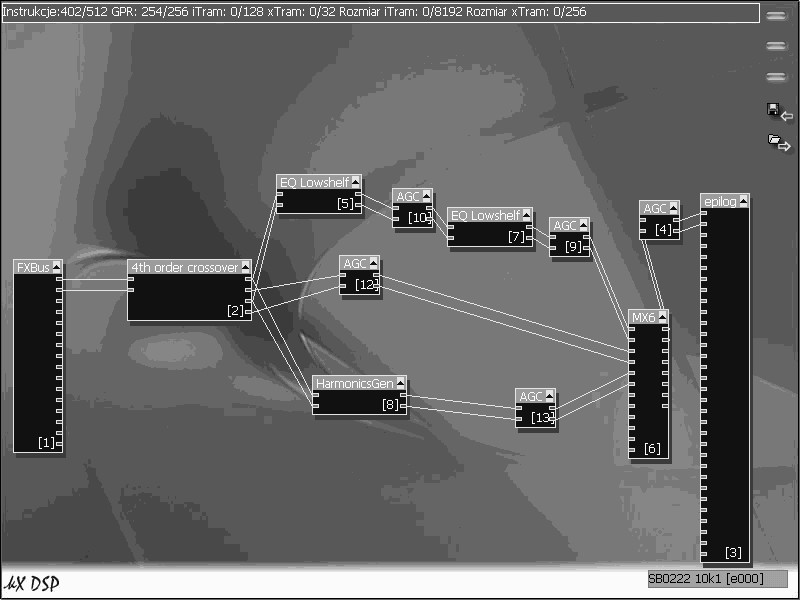 Instrukcje:402/512 GPR: 254/256 iTram: 0/128 xTram: 0/32 Rozmiar iTram: 0/8192 Rozmiar xTram: 0/256
EQ Lowshelf
[5]
AGC
[10]
EQ Lowshelf
[7]
AGC
[9]
AGC
[4]
epilog
[3]
FXBus
[1]
4th order crossover
[2]
AGC
[12]
MX6
[6]
HarmonicsGen
[8]
AGC
[13]
µX DSP
SB0222 10k1 [e000]